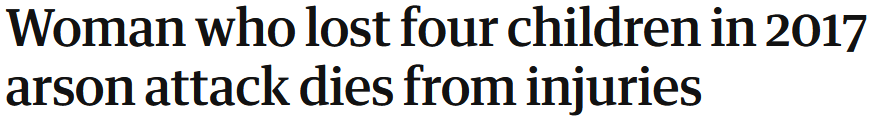 Woman who lost four children in 2017
arson attack dies from injuries